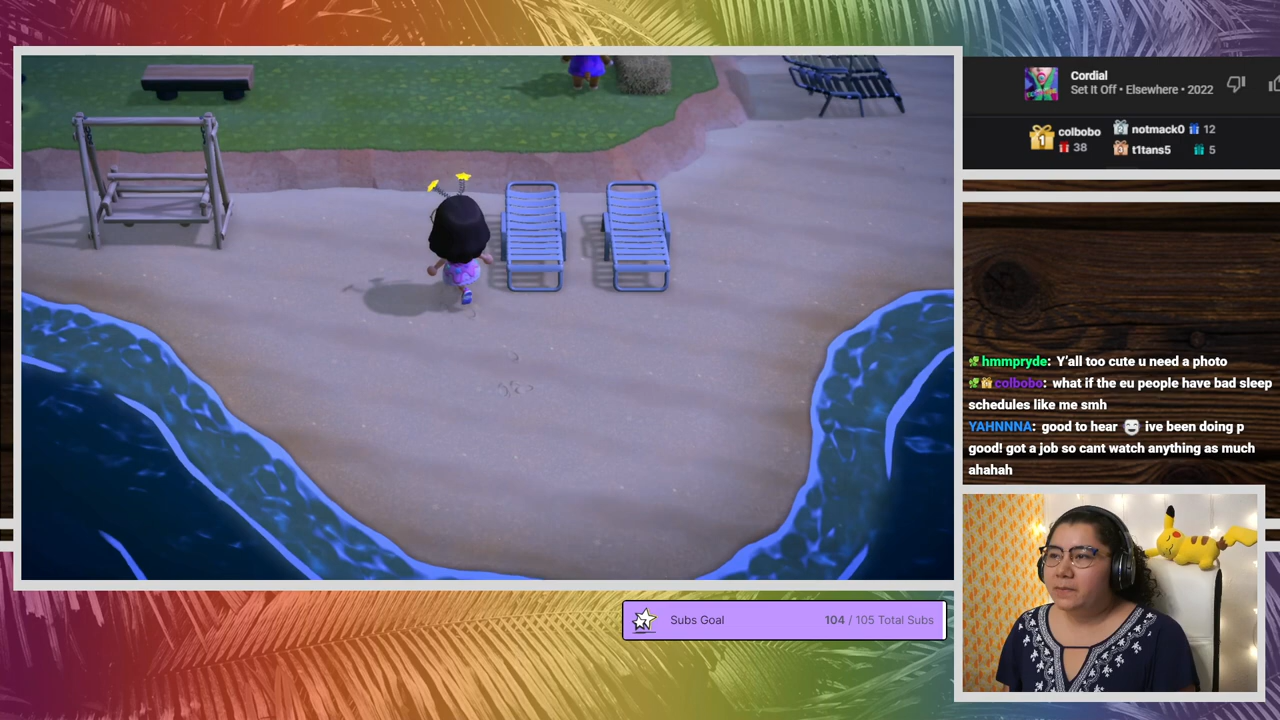 Cordial
Set It Off • Elsewhere • 2022
colbobo
38
notmack0 12
t1tans5 5
hmmpryde: Y'all too cute u need a photo
colbobo: what if the eu people have bad sleep
schedules like me smh
YAHNNNA: good to hear ive been doing p
good! got a job so cant watch anything as much
ahahah
Subs Goal 104 / 105 Total Subs